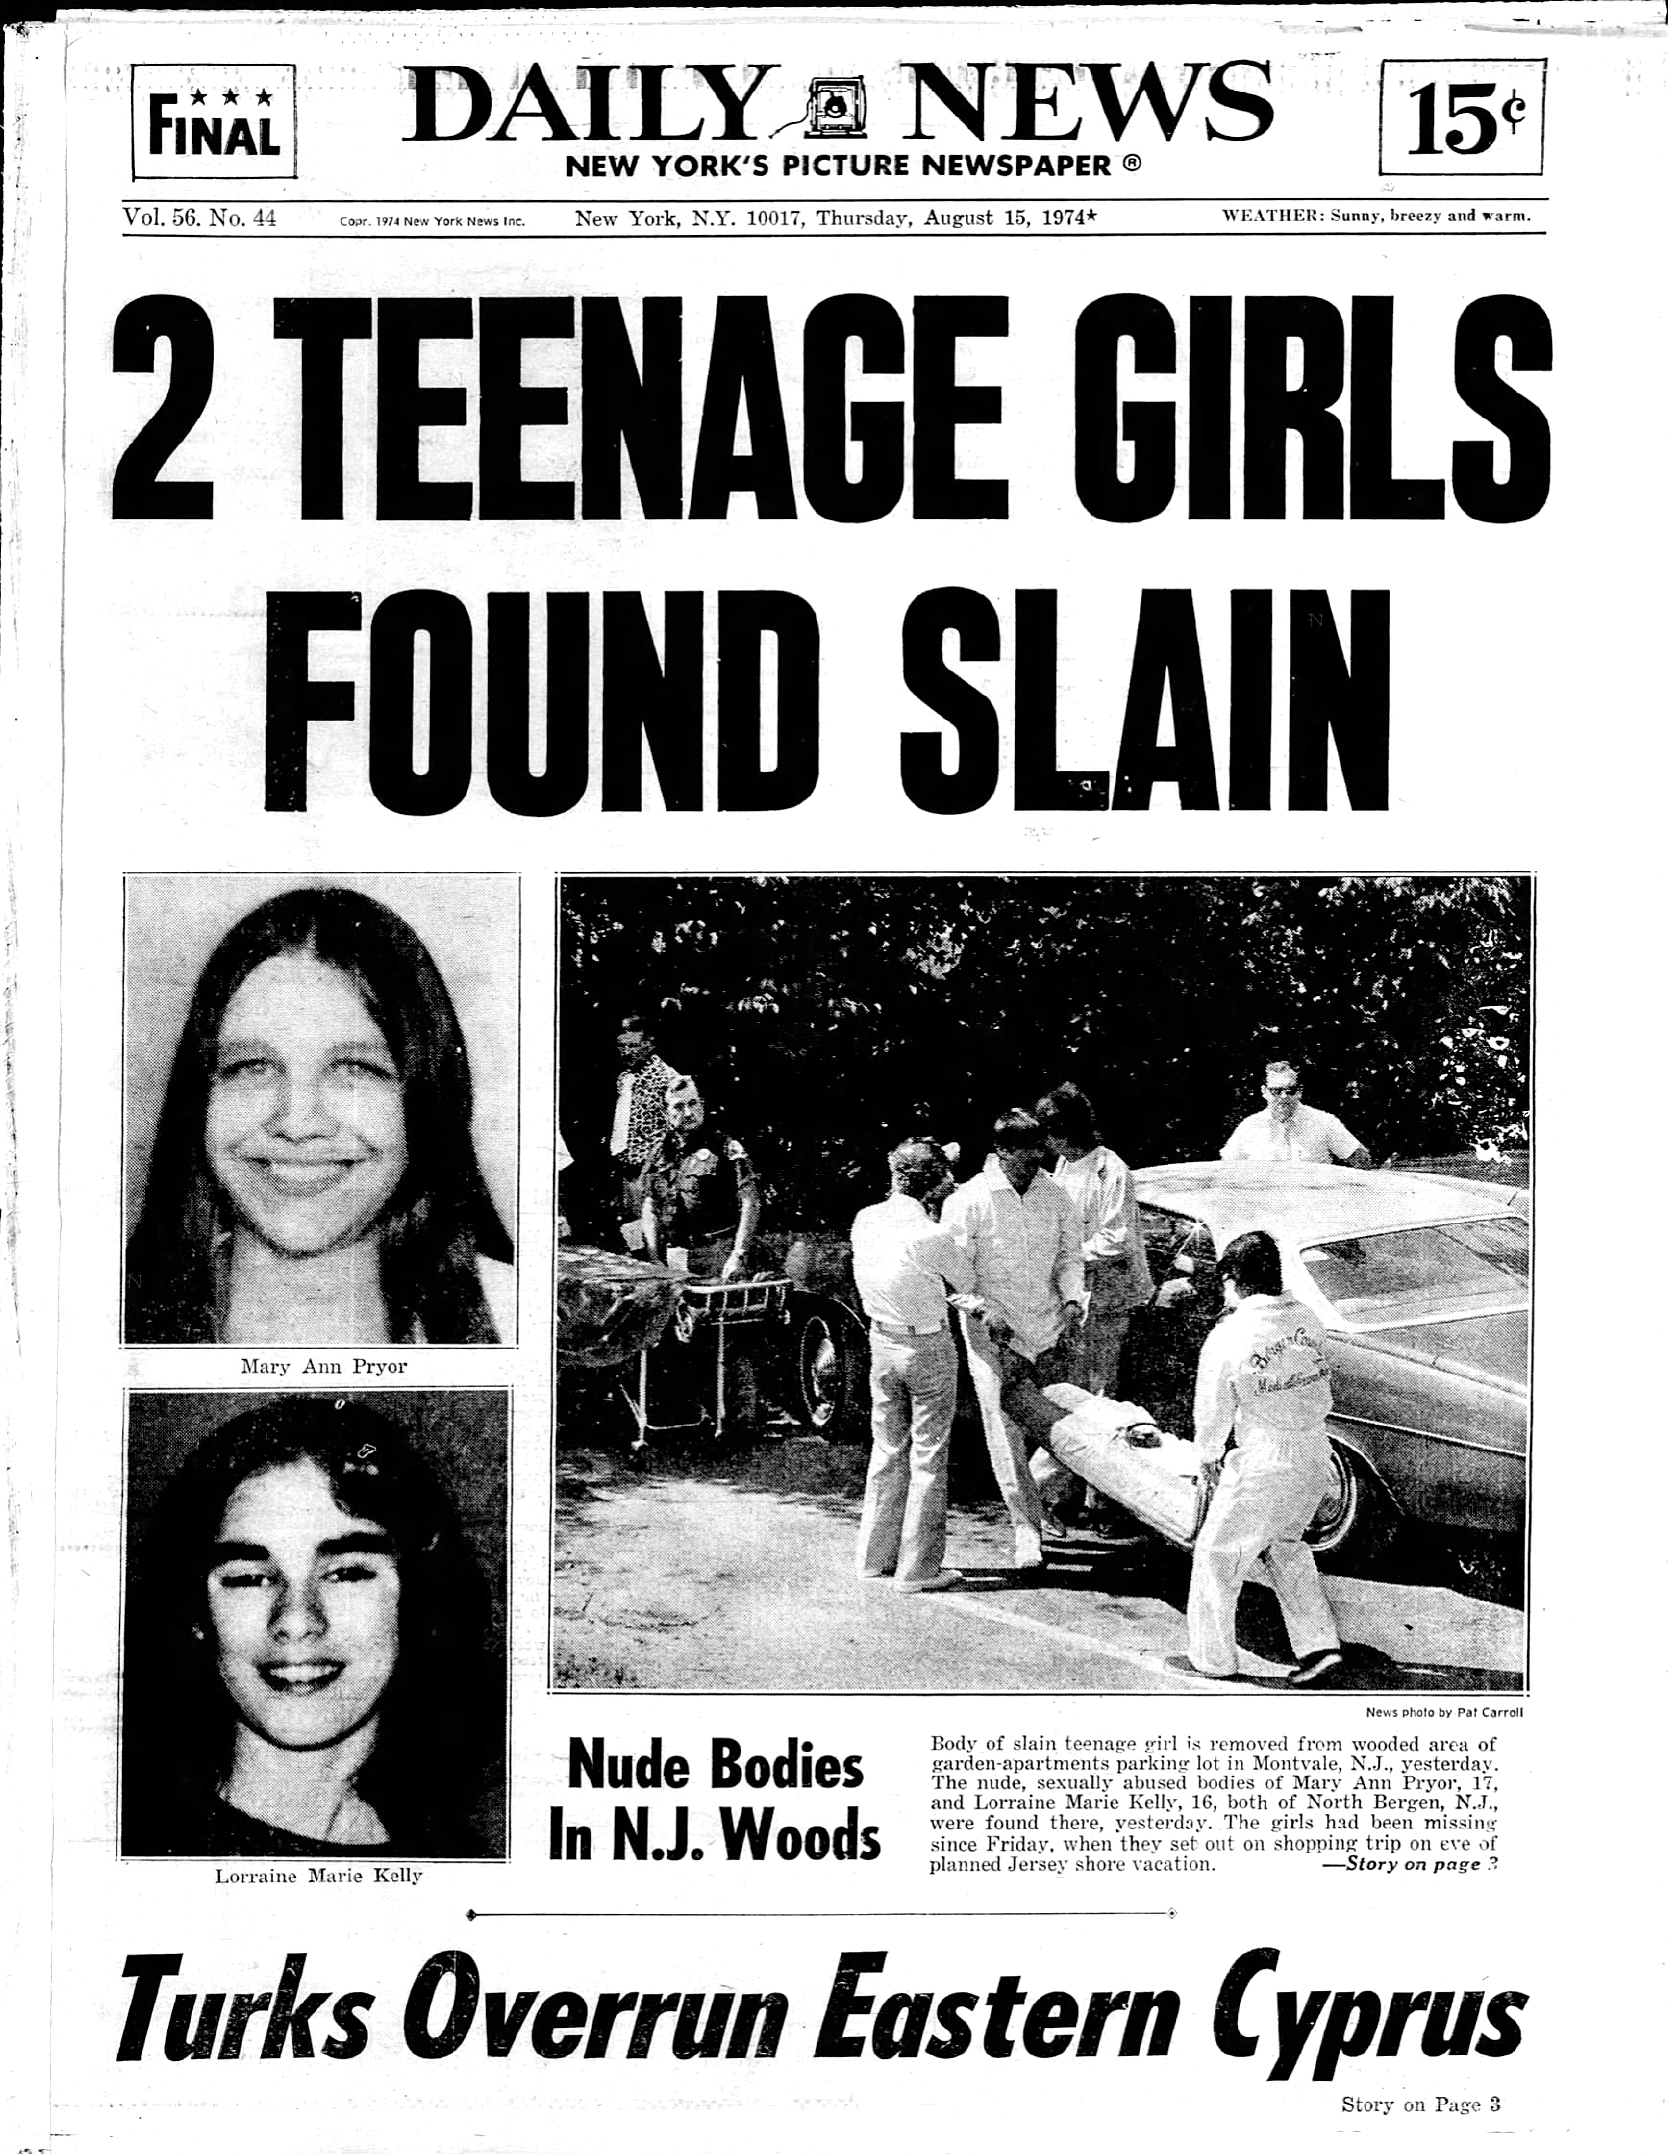 FINAL
DAILY NEWS
NEW YORK'S PICTURE NEWSPAPER ®
15¢
Vol. 56. No. 44
Copr. 1974 New York News Inc.
New York, N.Y. 10017, Thursday, August 15, 1974★
WEATHER: Sunny, breezy and warm.
2 TEENAGE GIRLS
FOUND SLAIN
Mary Ann Pryor
Lorraine Marie Kelly
News photo by Pat Carroll
Nude Bodies
In N.J. Woods
Body of slain teenage girl is removed from wooded area of
garden-apartments parking lot in Montvale, N.J., yesterday.
The nude, sexually abused bodies of Mary Ann Pryor, 17,
and Lorraine Marie Kelly, 16, both of North Bergen, N.J.,
were found there, yesterday. The girls had been missing
since Friday, when they set out on shopping trip on eve of
planned Jersey shore vacation. —Story on page
Turks Overrun Eastern Cyprus
Story on Page 3